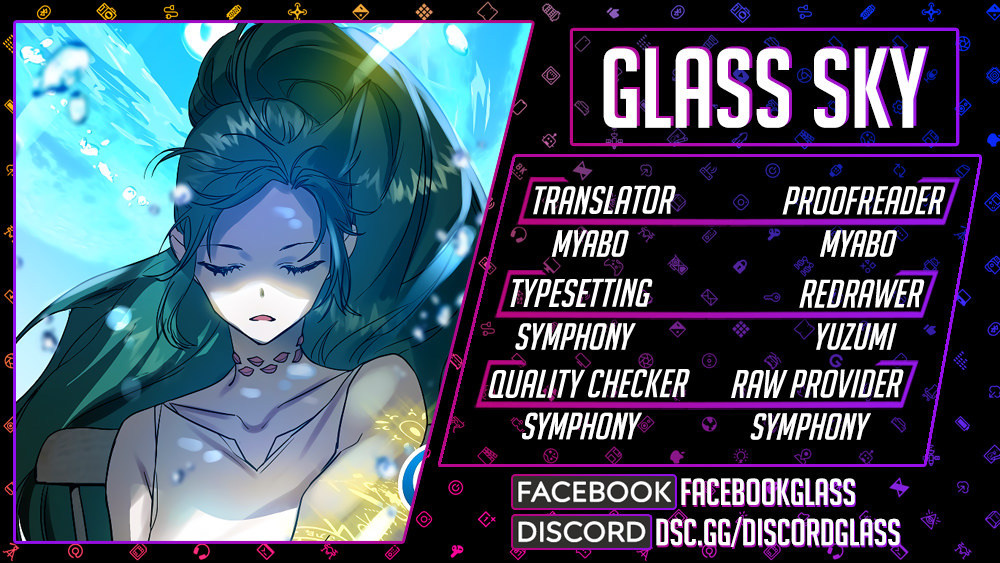 GLASS SKY
TRANSLATOR PROOFREADER
MYABO MYABO
TYPESETTING REDRAWER
SYMPHONY YUZUMI
QUALITY CHECKER RAW PROVIDER
SYMPHONY SYMPHONY
FACEBOOK FACEBOOKGLASS
DISCORD DSC.GG/DISCORDGLASS